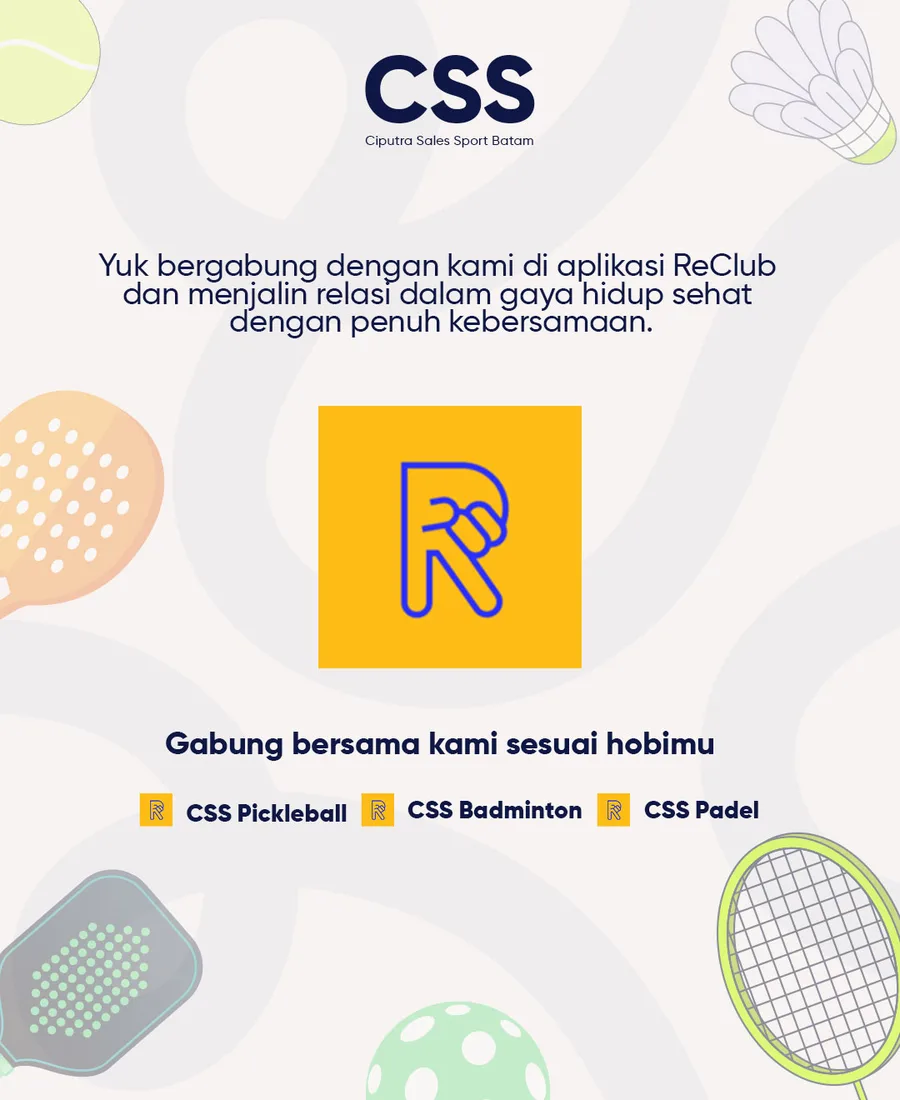 CSS
Ciputra Sales Sport Batam
Yuk bergabung dengan kami di aplikasi ReClub
dan menjalin relasi dalam gaya hidup sehat
dengan penuh kebersamaan.
Gabung bersama kami sesuai hobimu
CSS Pickleball CSS Badminton CSS Padel